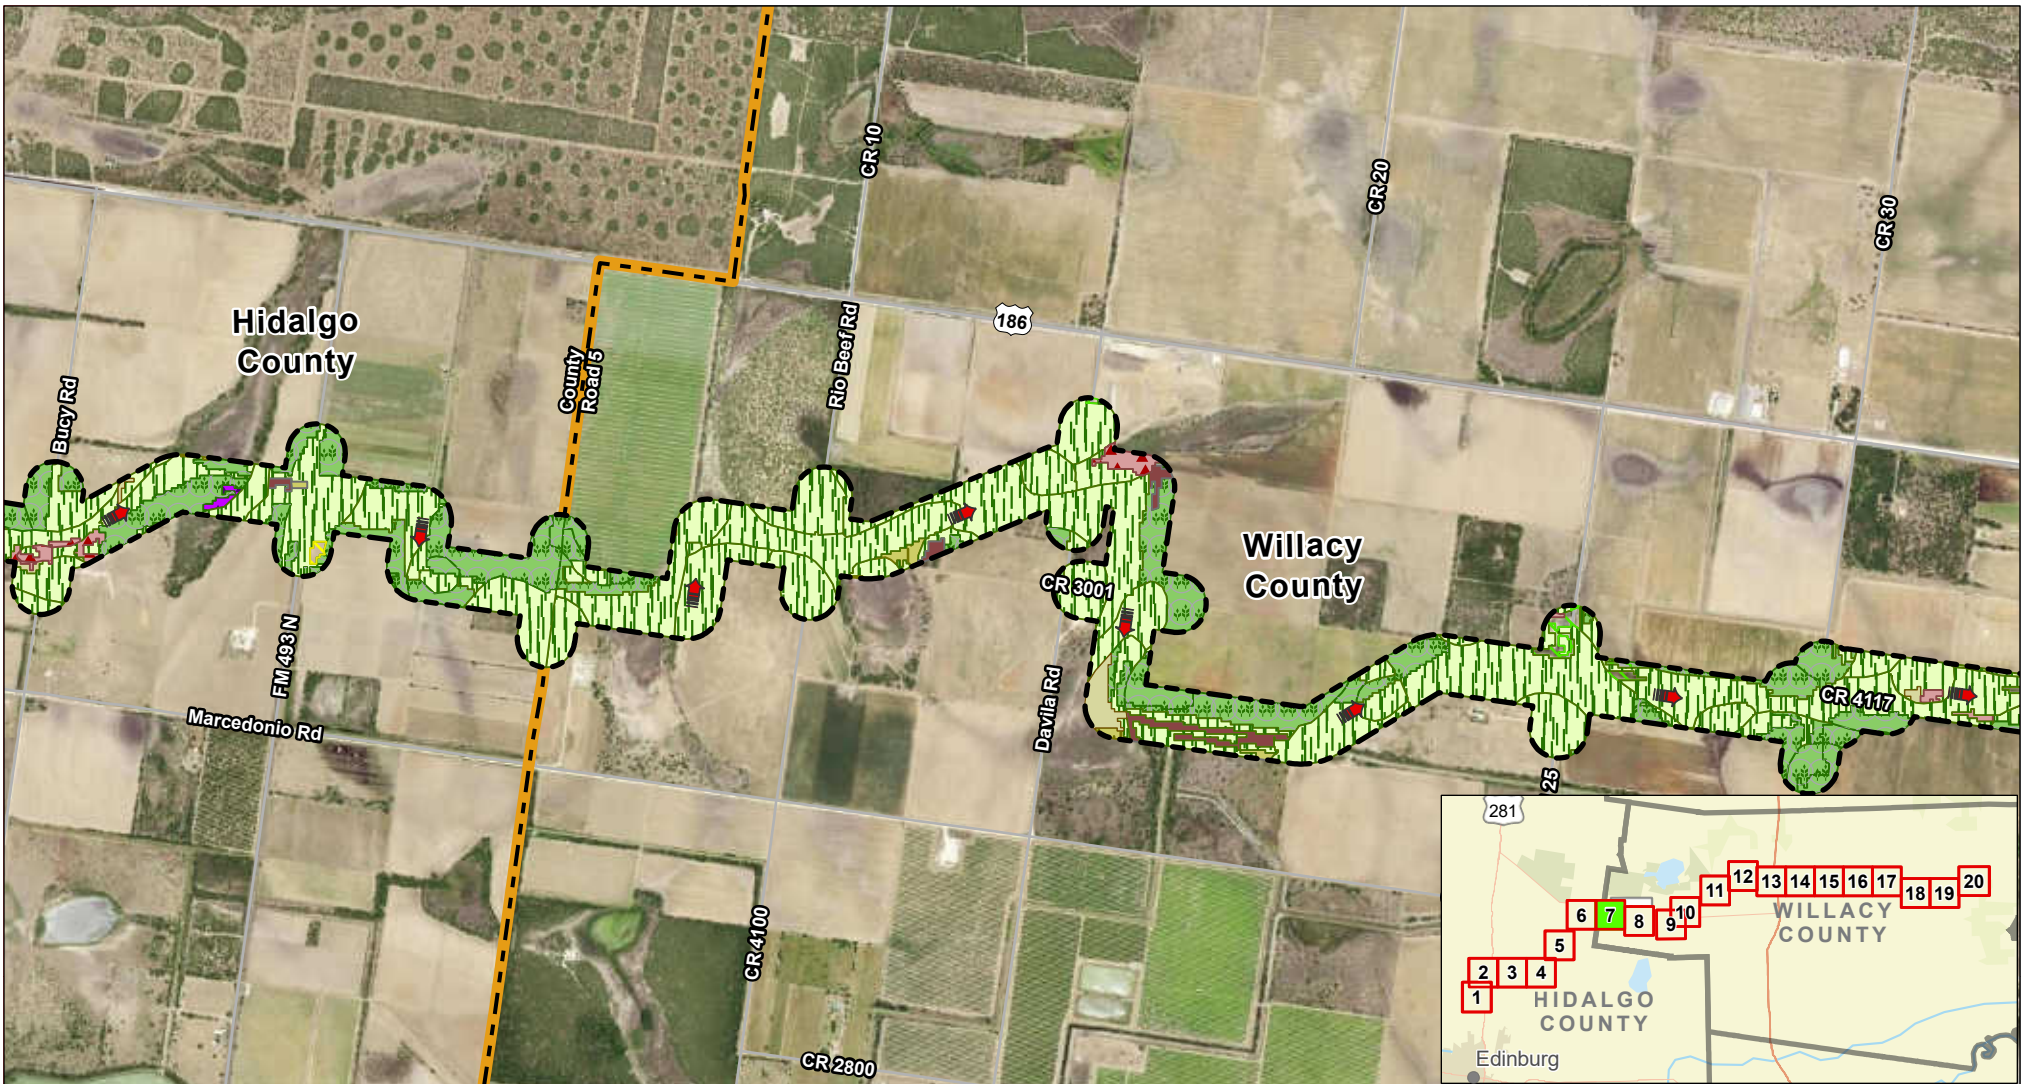 CR 10
CR 20
CR 30
Hidalgo
County
186
County
Road 5
Rio Beef Rd
Bucy Rd
Willacy
County
CR 3001
FM 493 N
Marcedonio Rd
Davila Rd
CR 4117
25
CR 4100
CR 2800
281
12
13
14
15
16
17
20
11
18
19
6
7
8
9
10
WILLACY
COUNTY
5
2
3
4
1
HIDALGO
COUNTY
Edinburg